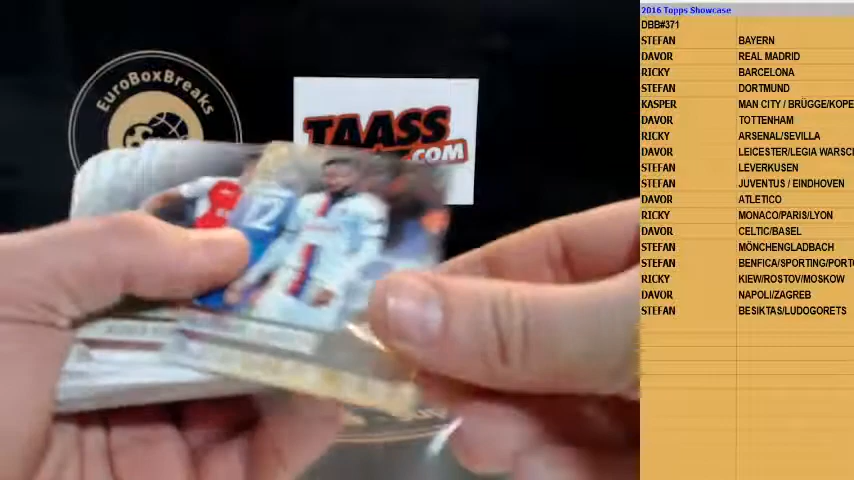 EuroBoxBreaks
TAASS
.COM
12
2016 Topps Showcase
DBB#371
STEFAN BAYERN
DAVOR REAL MADRID
RICKY BARCELONA
STEFAN DORTMUND
KASPER MAN CITY / BRÜGGE/KOPE
DAVOR TOTTENHAM
RICKY ARSENAL/SEVILLA
DAVOR LEICESTER/LEGIA WARSC
STEFAN LEVERKUSEN
STEFAN JUVENTUS / EINDHOVEN
DAVOR ATLETICO
RICKY MONACO/PARIS/LYON
DAVOR CELTIC/BASEL
STEFAN MÖNCHENGLADBACH
STEFAN BENFICA/SPORTING/PORT
RICKY KIEW/ROSTOV/MOSKOW
DAVOR NAPOLI/ZAGREB
STEFAN BESIKTAS/LUDOGORETS